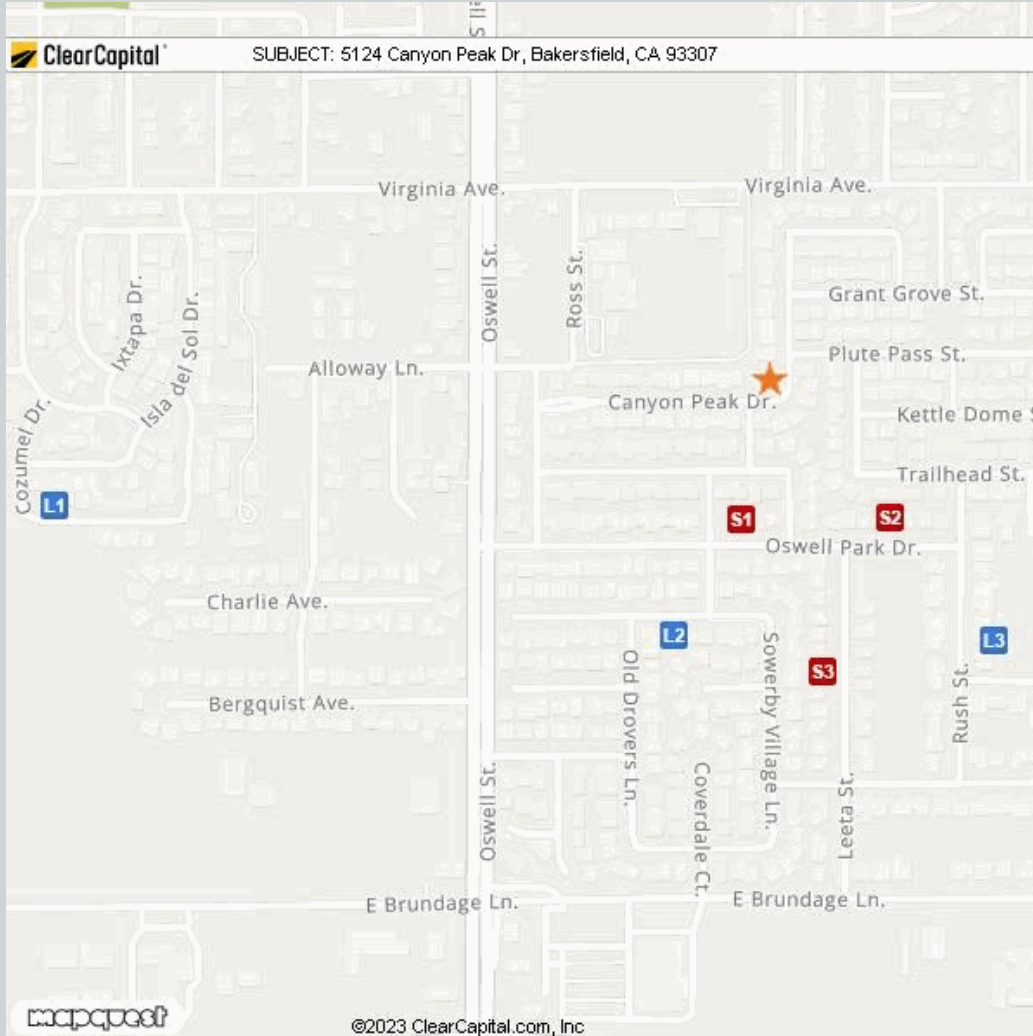 ell S
ClearCapital
SUBJECT: 5124 Canyon Peak Dr, Bakersfield, CA 93307
Virginia Ave.
Virginia Ave.
Oswell St.
Ross St.
Ixtapa Dr.
Isla del Sol Dr.
Grant Grove St.
Plute Pass St.
Alloway Ln.
Canyon Peak Dr.
Cozumel Dr.
Kettle Dome S
Trailhead St.
L1
S1
S2
Oswell Park Dr.
Charlie Ave.
L2
L3
Old Drovers Ln.
Sowerby Village Ln.
S3
Rush St.
Bergquist Ave.
Oswell St.
Coverdale Ct.
Leeta St.
E Brundage Ln.
E Brundage Ln.
mapquest
©2023 ClearCapital.com, Inc